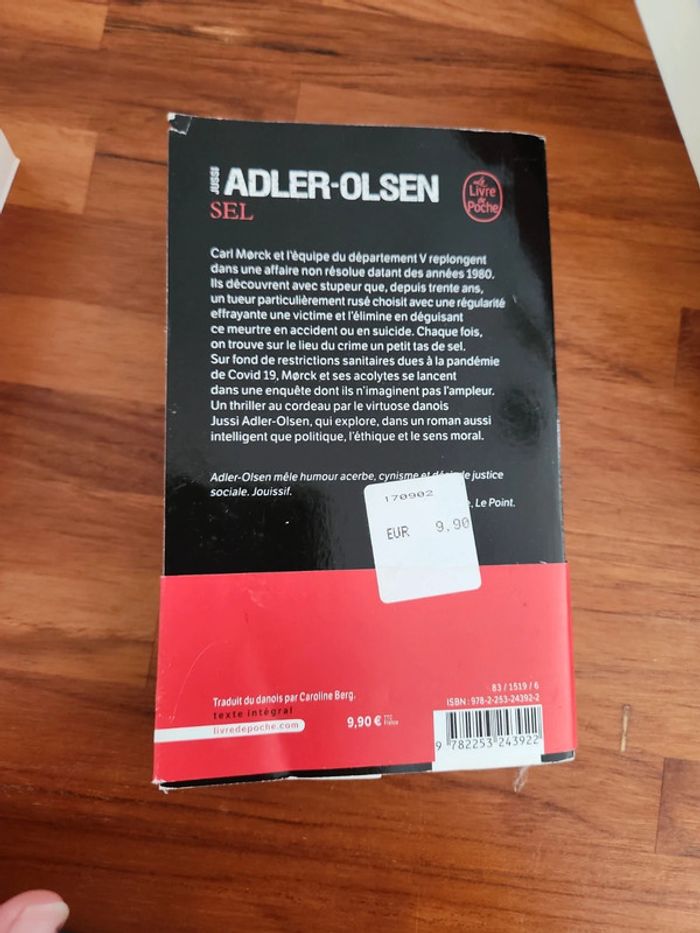 JUSSI ADLER-OLSEN
SEL
Le Livre de Poche
Carl Mørck et l'équipe du département V replongent
dans une affaire non résolue datant des années 1980.
Ils découvrent avec stupeur que, depuis trente ans,
un tueur particulièrement rusé choisit avec une régularité
effrayante une victime et l'élimine en déguisant
ce meurtre en accident ou en suicide. Chaque fois,
on trouve sur le lieu du crime un petit tas de sel.
Sur fond de restrictions sanitaires dues à la pandémie
de Covid 19, Mørck et ses acolytes se lancent
dans une enquête dont ils n'imaginent pas l'ampleur.
Un thriller au cordeau par le virtuose danois
Jussi Adler-Olsen, qui explore, dans un roman aussi
intelligent que politique, l'éthique et le sens moral.
Adler-Olsen mêle humour acerbe, cynisme et de justice
sociale. Jouissif.
Le Point.
170902
EUR 9.90
83 / 1519 / 6
ISBN : 978-2-253-24392-2
Traduit du danois par Caroline Berg.
texte intégral
livredepoche.com
9,90 € TTC France
9 782253 243922